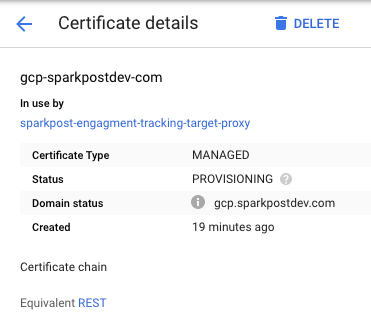 Certificate details
DELETE
gcp-sparkpostdev-com
In use by
sparkpost-engagment-tracking-target-proxy
Certificate Type MANAGED
Status PROVISIONING ?
Domain status i gcp.sparkpostdev.com
Created 19 minutes ago
Certificate chain
Equivalent REST